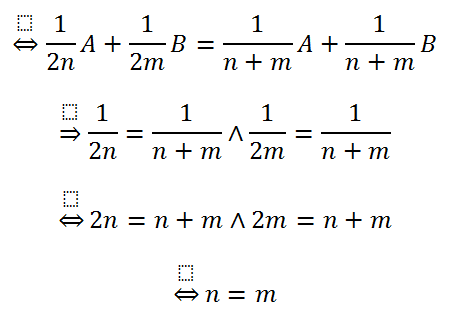 ⇔ 1/2n A + 1/2m B = 1/n + m A + 1/n + m B
⇒ 1/2n = 1/n + m ∧ 1/2m = 1/n + m
⇔ 2n = n + m ∧ 2m = n + m
⇔ n = m